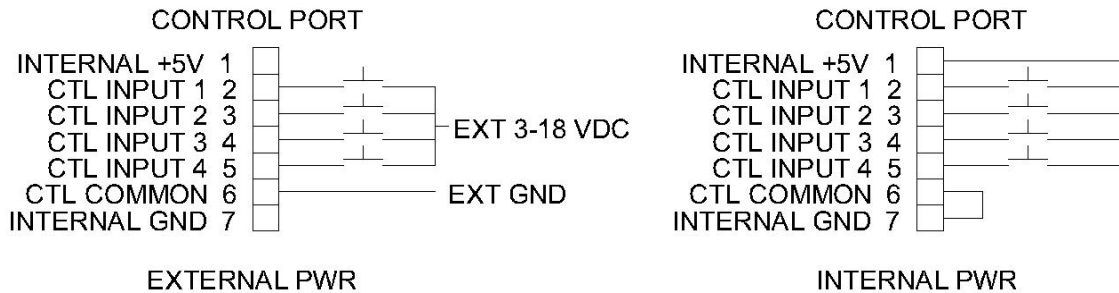 CONTROL PORT
INTERNAL +5V 1
CTL INPUT 1 2
CTL INPUT 2 3
CTL INPUT 3 4
CTL INPUT 4 5
CTL COMMON 6
INTERNAL GND 7
EXT 3-18 VDC
EXT GND
EXTERNAL PWR
CONTROL PORT
INTERNAL +5V 1
CTL INPUT 1 2
CTL INPUT 2 3
CTL INPUT 3 4
CTL INPUT 4 5
CTL COMMON 6
INTERNAL GND 7
INTERNAL PWR